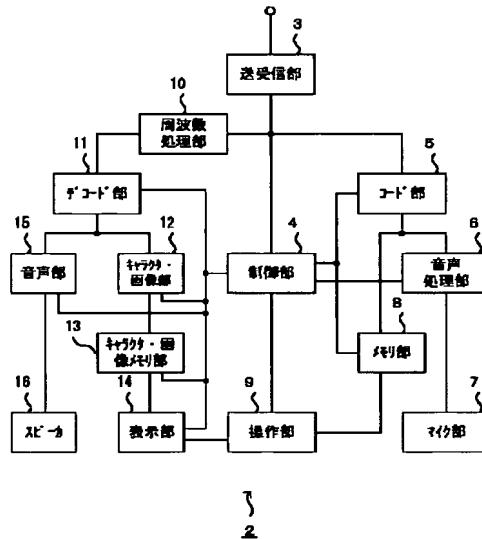 3
送受信部
10
周波数
処理部
11
デコード部
5
コード部
15
音声部
12
キャラクタ・
画像部
4
制御部
6
音声
処理部
13
キャラクタ・画
像メモリ部
8
メモリ部
16
スピーカ
14
表示部
9
操作部
7
マイク部
2